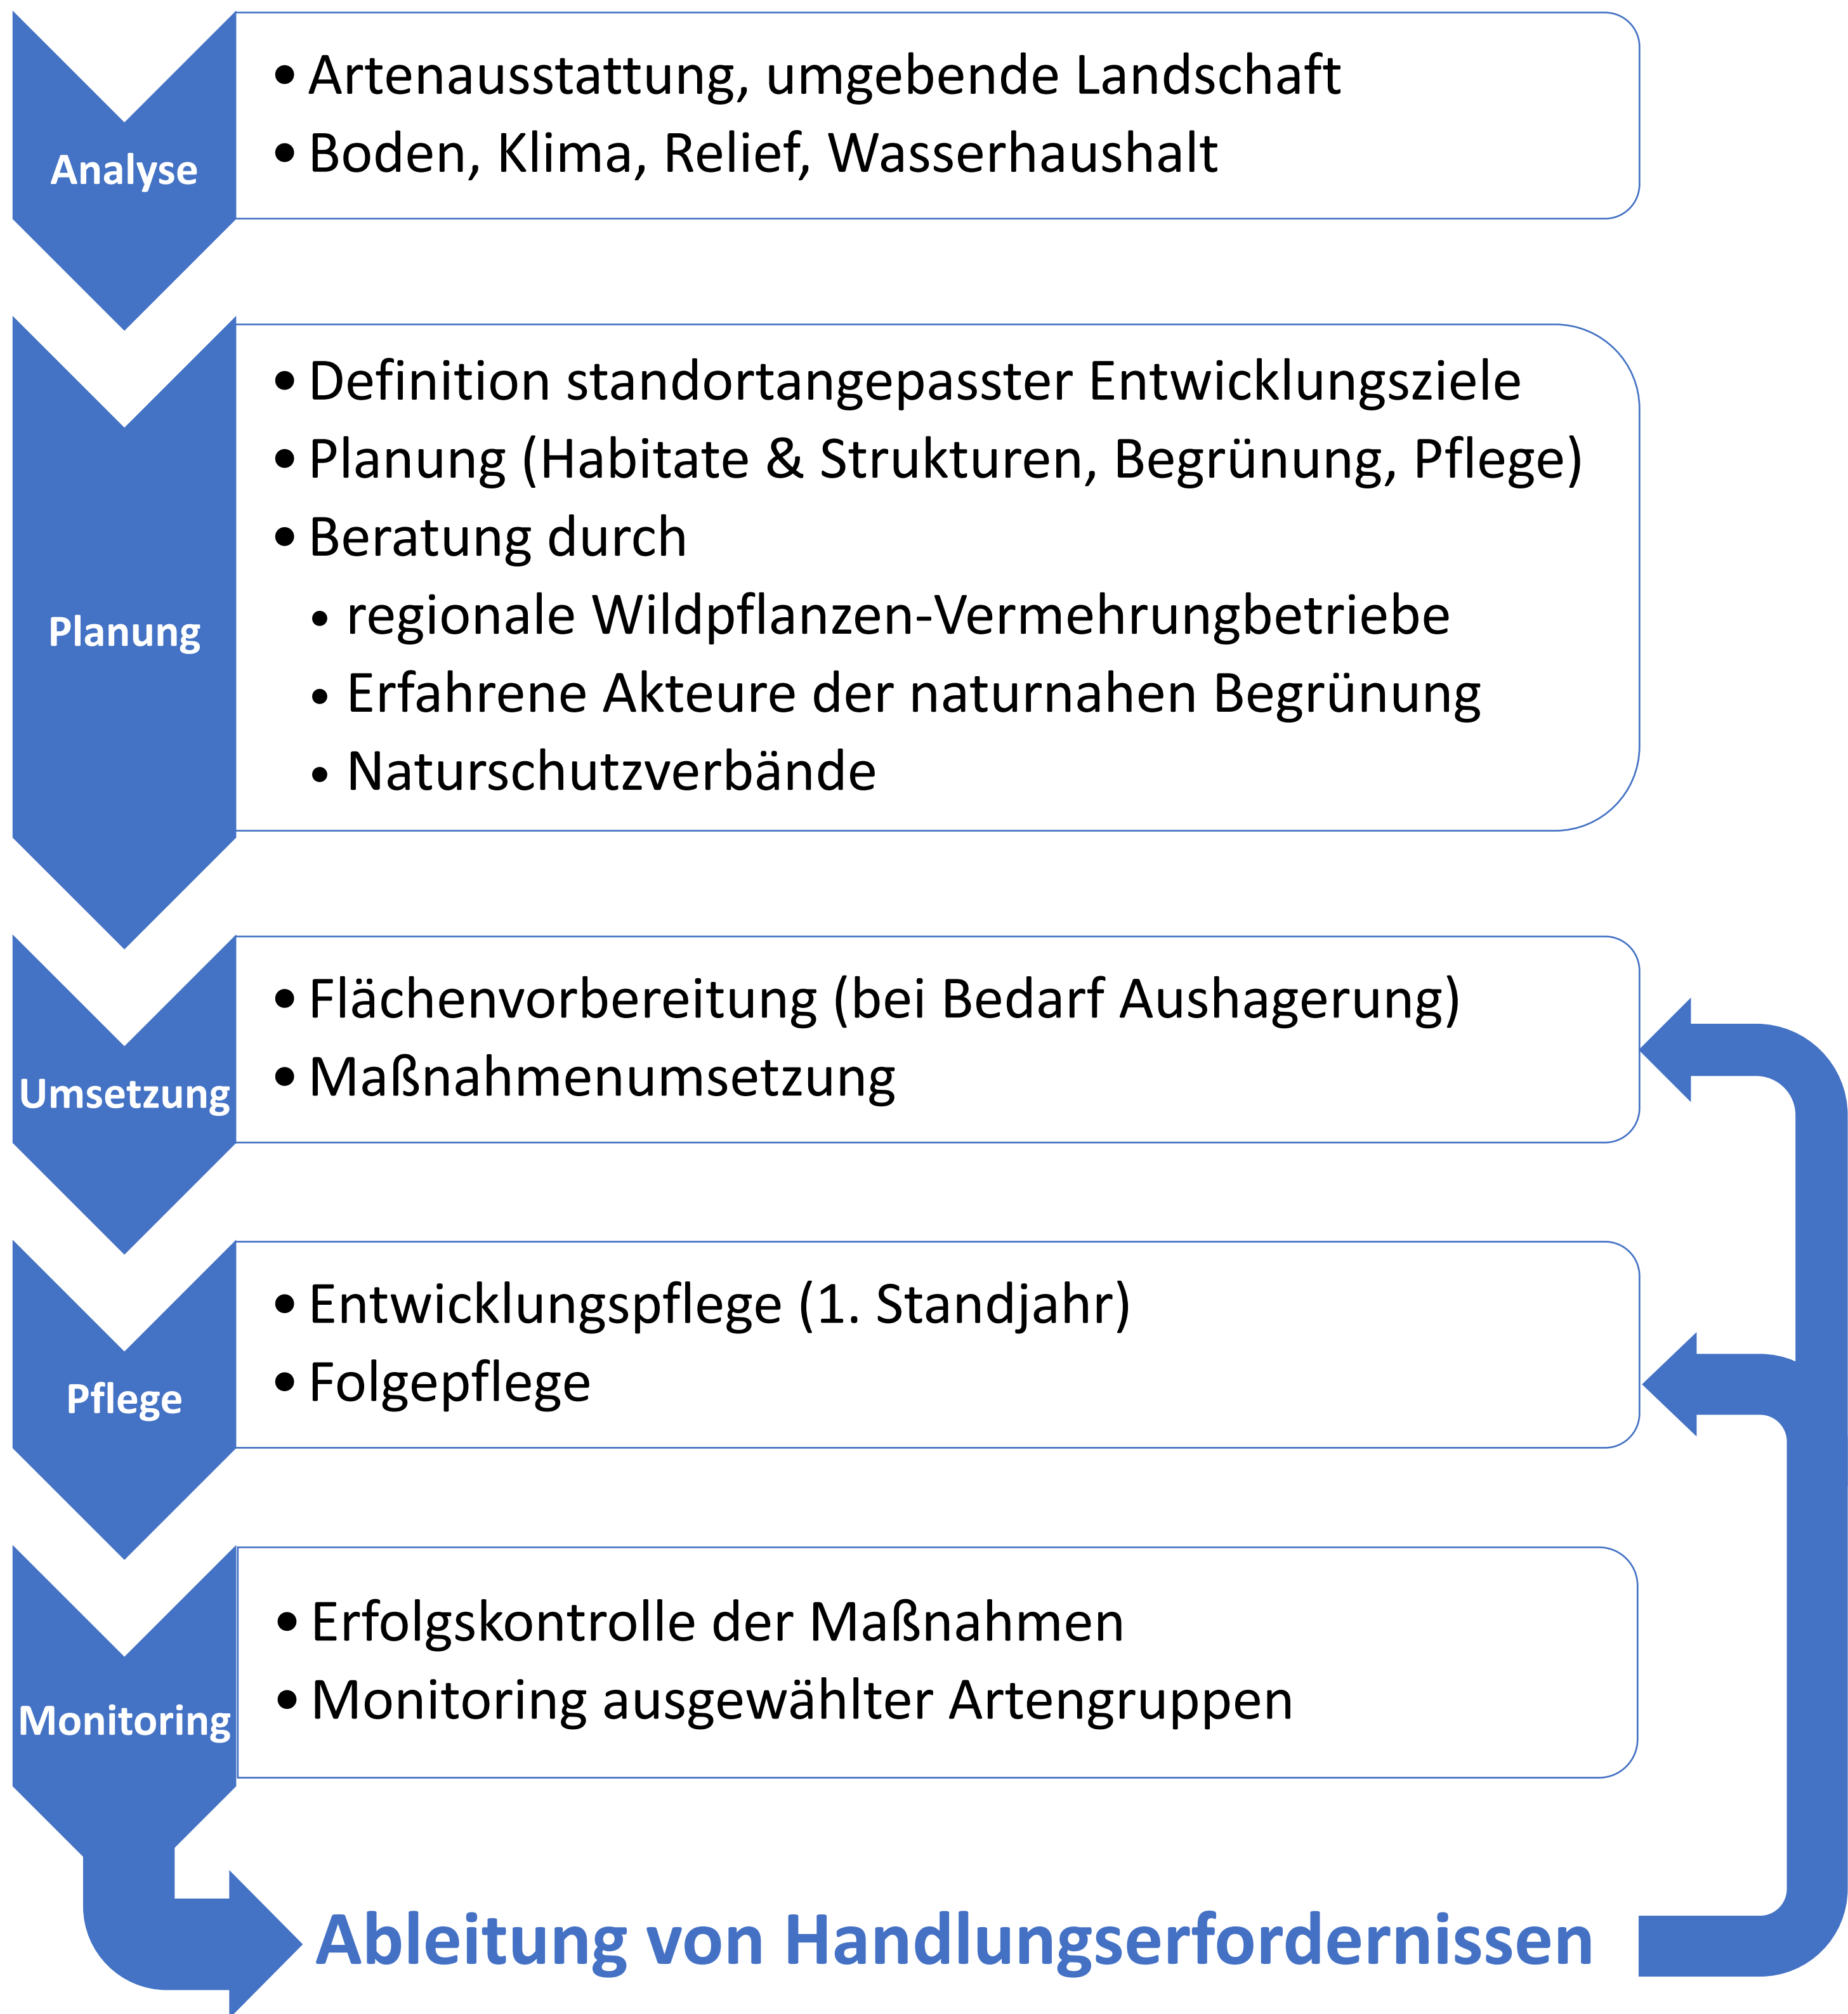 Analyse
• Artenausstattung, umgebende Landschaft
• Boden, Klima, Relief, Wasserhaushalt
Planung
• Definition standortangepasster Entwicklungsziele
• Planung (Habitate & Strukturen, Begrünung, Pflege)
• Beratung durch
• regionale Wildpflanzen-Vermehrungbetriebe
• Erfahrene Akteure der naturnahen Begrünung
• Naturschutzverbände
Umsetzung
• Flächenvorbereitung (bei Bedarf Aushagerung)
• Maßnahmenumsetzung
Pflege
• Entwicklungspflege (1. Standjahr)
• Folgepflege
Monitoring
• Erfolgskontrolle der Maßnahmen
• Monitoring ausgewählter Artengruppen
Ableitung von Handlungserfordernissen